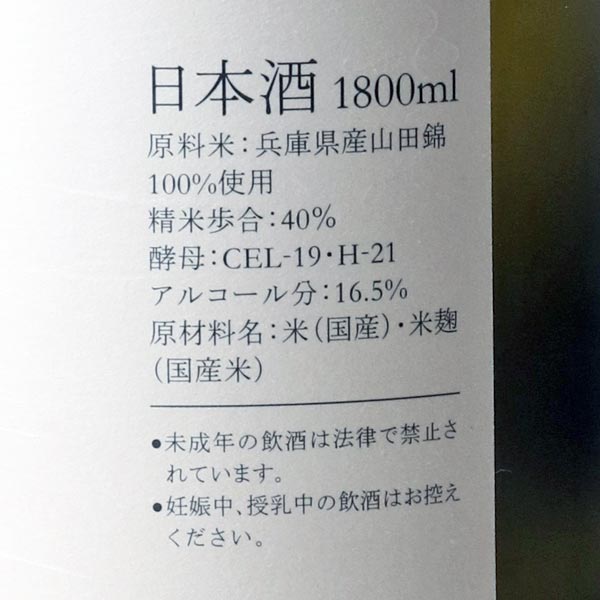 日本酒 1800ml
原料米：兵庫県産山田錦
100%使用
精米歩合：40%
酵母：CEL-19・H-21
アルコール分：16.5%
原材料名：米（国産）・米麹
（国産米）
●未成年の飲酒は法律で禁止さ
れています。
●妊娠中、授乳中の飲酒はお控え
ください。